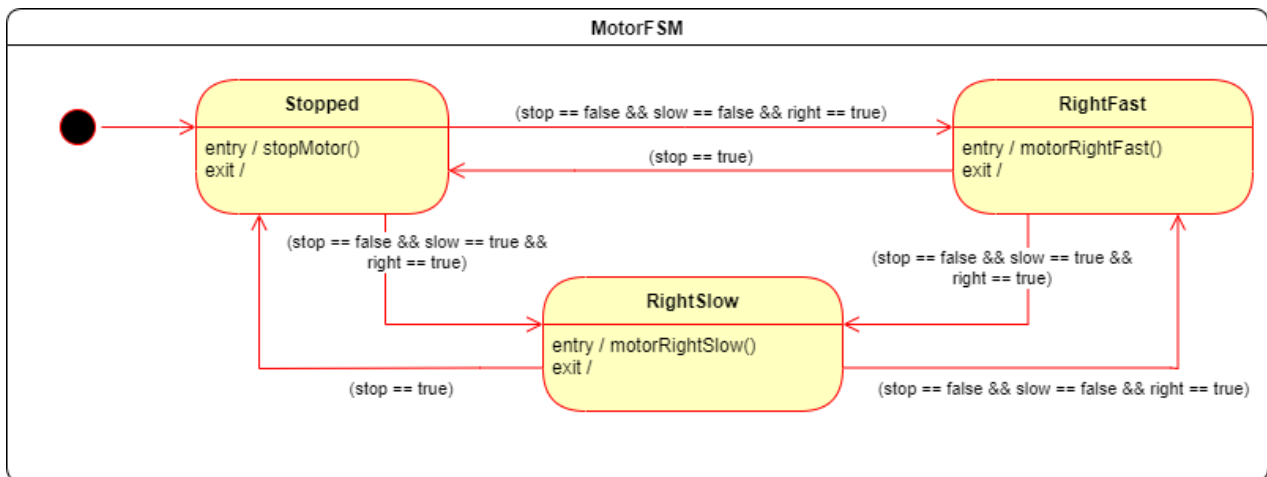 MotorFSM
Stopped
entry / stopMotor()
exit /
(stop == false && slow == false && right == true)
(stop == true)
RightFast
entry / motorRightFast()
exit /
(stop == false && slow == true &&
right == true)
(stop == false && slow == true &&
right == true)
RightSlow
entry / motorRightSlow()
exit /
(stop == true)
(stop == false && slow == false && right == true)